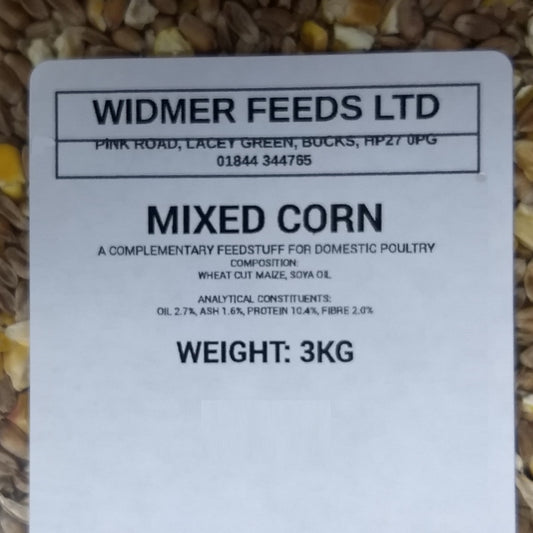 WIDMER FEEDS LTD
PINK ROAD, LACEY GREEN, BUCKS, HP27 0PG
01844 344765
MIXED CORN
A COMPLEMENTARY FEEDSTUFF FOR DOMESTIC POULTRY
COMPOSITION:
WHEAT CUT MAIZE, SOYA OIL
ANALYTICAL CONSTITUENTS:
OIL 2.7%, ASH 1.6%, PROTEIN 10.4%, FIBRE 2.0%
WEIGHT: 3KG